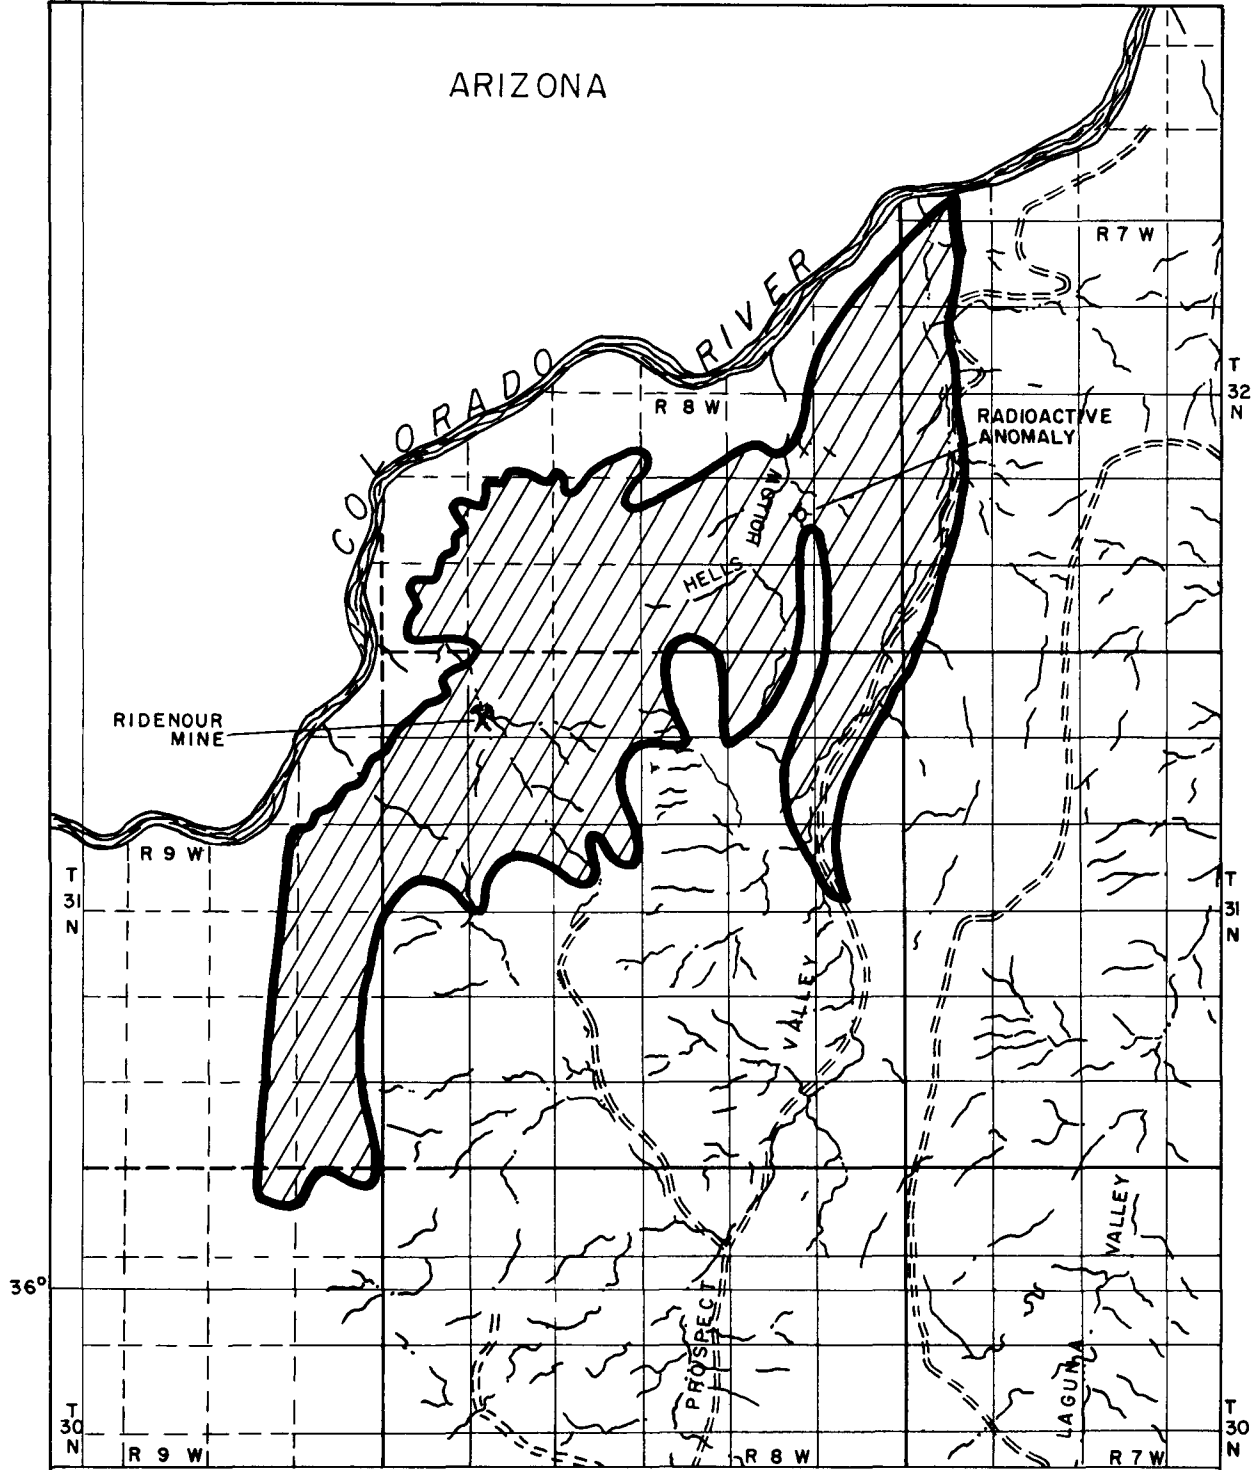 ARIZONA
R 7 W
COLORADO RIVER
T
32
N
R 8 W
RADIOACTIVE
ANOMALY
HELLS HOLLOW
RIDENOUR
MINE
R 9 W
T
31
N
T
31
N
VALLEY
VALLEY
36°
PROSPECT
LAGUNA
T
30
N
T
30
N
R 9 W
R 8 W
R 7 W